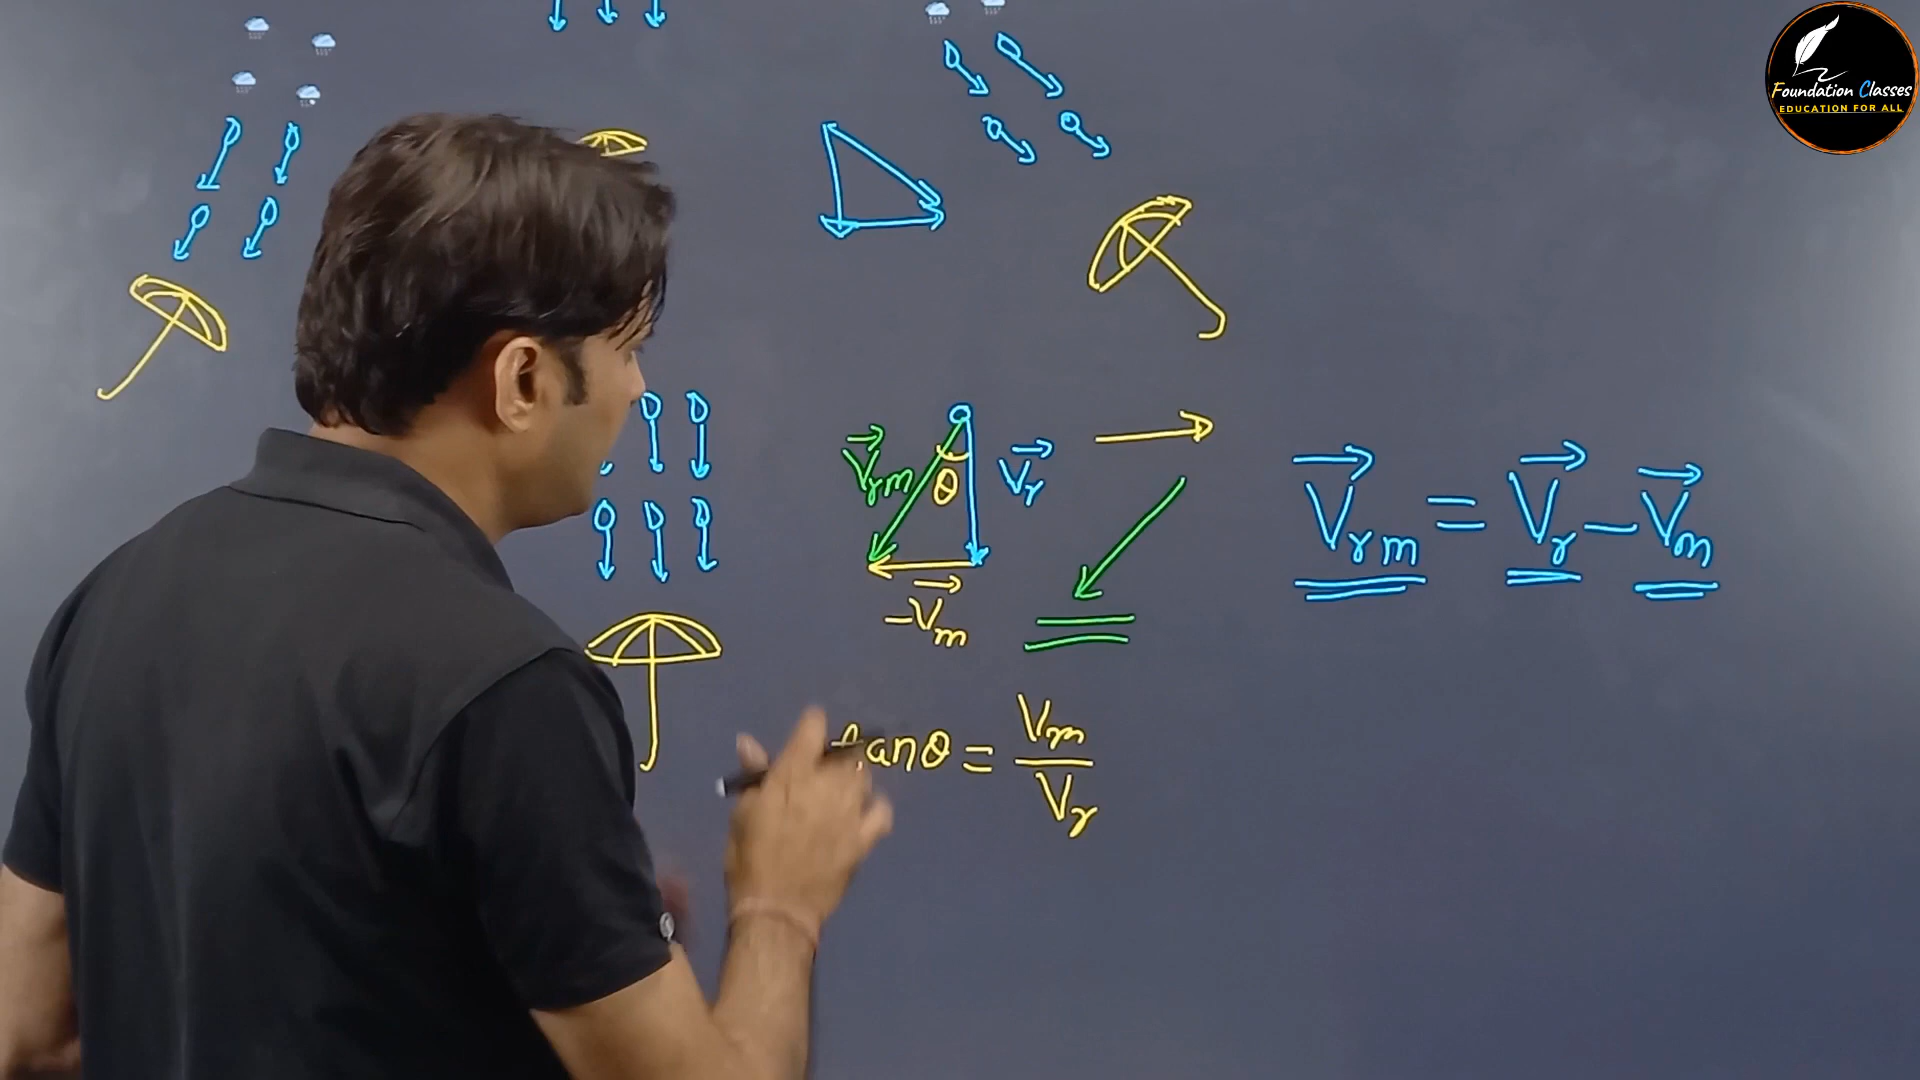 Foundation Classes
EDUCATION FOR ALL
V⃗rm
θ
V⃗r
-V⃗m
V⃗rm = V⃗r - V⃗m
tanθ = Vm/Vr